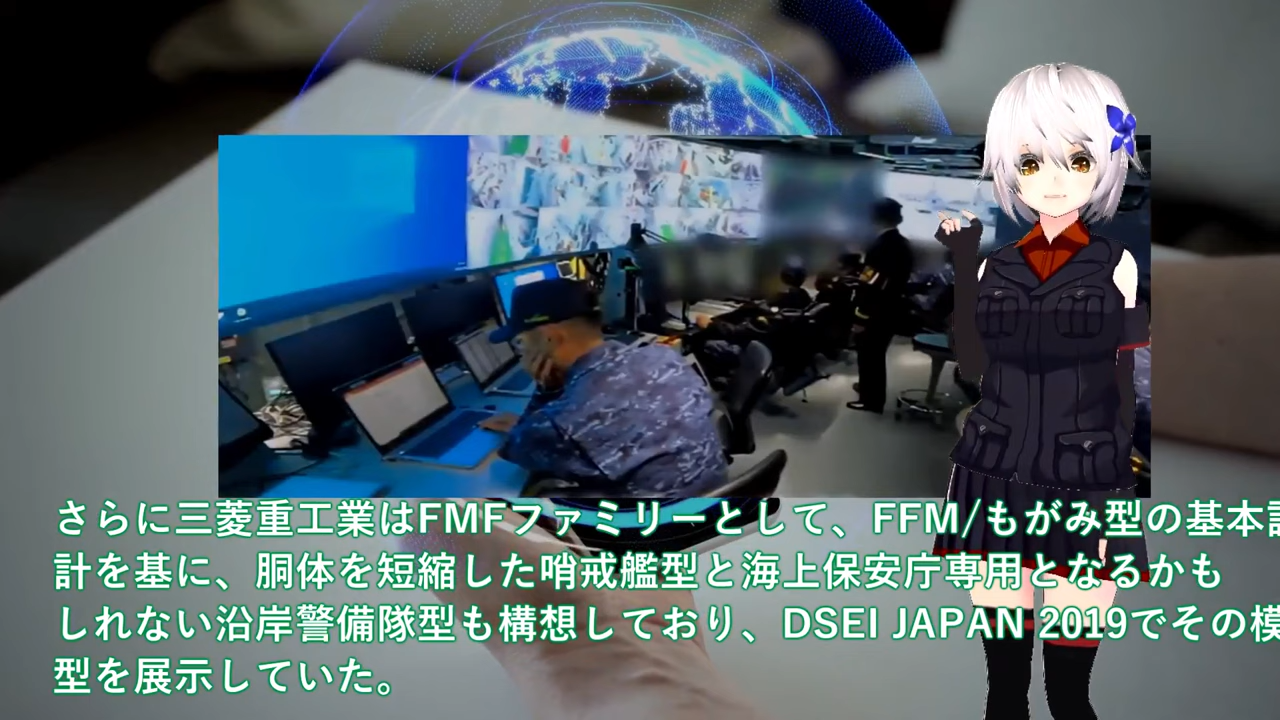 さらに三菱重工業はFMFファミリーとして、FFM/もがみ型の基本設
計を基に、胴体を短縮した哨戒艦型と海上保安庁専用となるかも
しれない沿岸警備隊型も構想しており、DSEI JAPAN 2019でその模
型を展示していた。